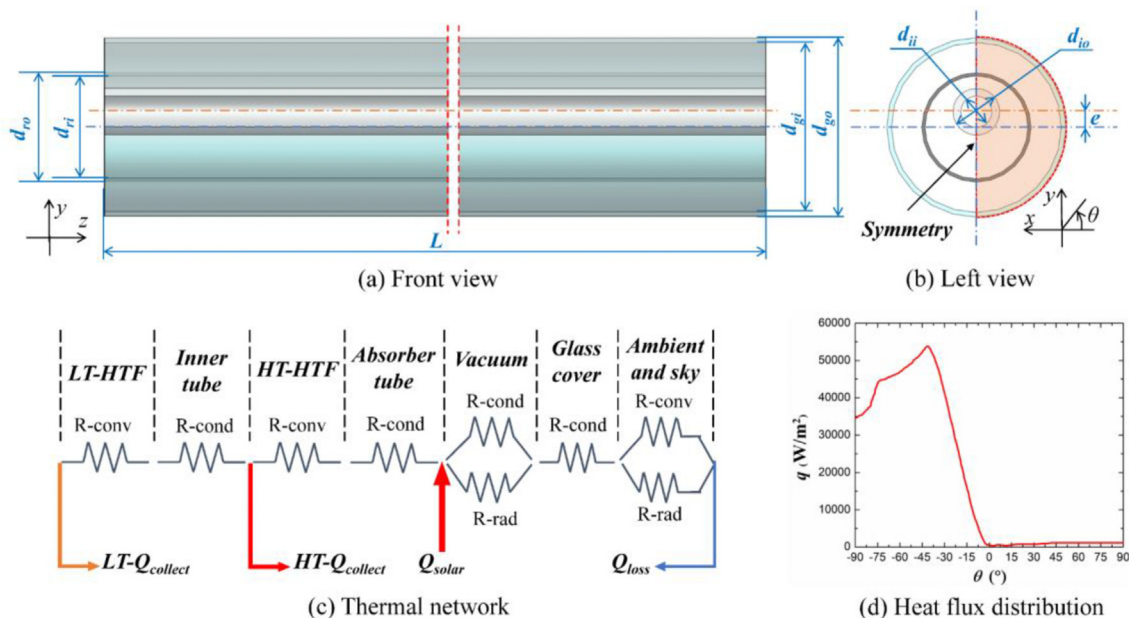 d_ro
d_ri
d_gi
d_go
y
z
L
(a) Front view
d_ii
d_io
e
Symmetry
y
x
θ
(b) Left view
LT-HTF
Inner
tube
HT-HTF
Absorber
tube
Vacuum
Glass
cover
Ambient
and sky
R-conv
R-cond
R-conv
R-cond
R-cond
R-rad
R-cond
R-conv
R-rad
LT-Q_collect
HT-Q_collect
Q_solar
Q_loss
(c) Thermal network
q (W/m²)
60000
50000
40000
30000
20000
10000
0
-90 -75 -60 -45 -30 -15 0 15 30 45 60 75 90
θ (°)
(d) Heat flux distribution